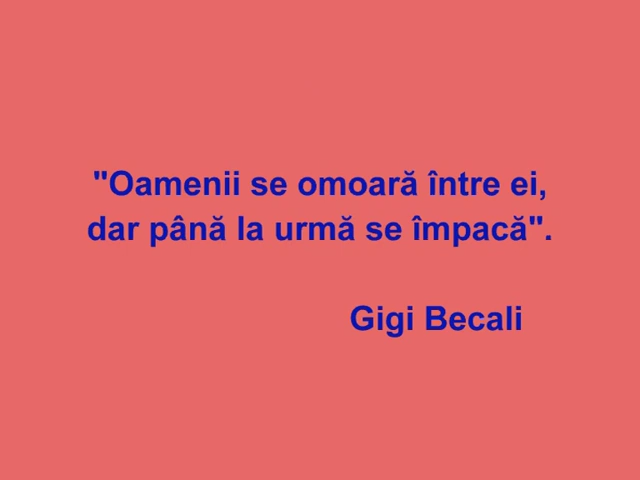 "Oamenii se omoară între ei,
dar până la urmă se împacă".
Gigi Becali